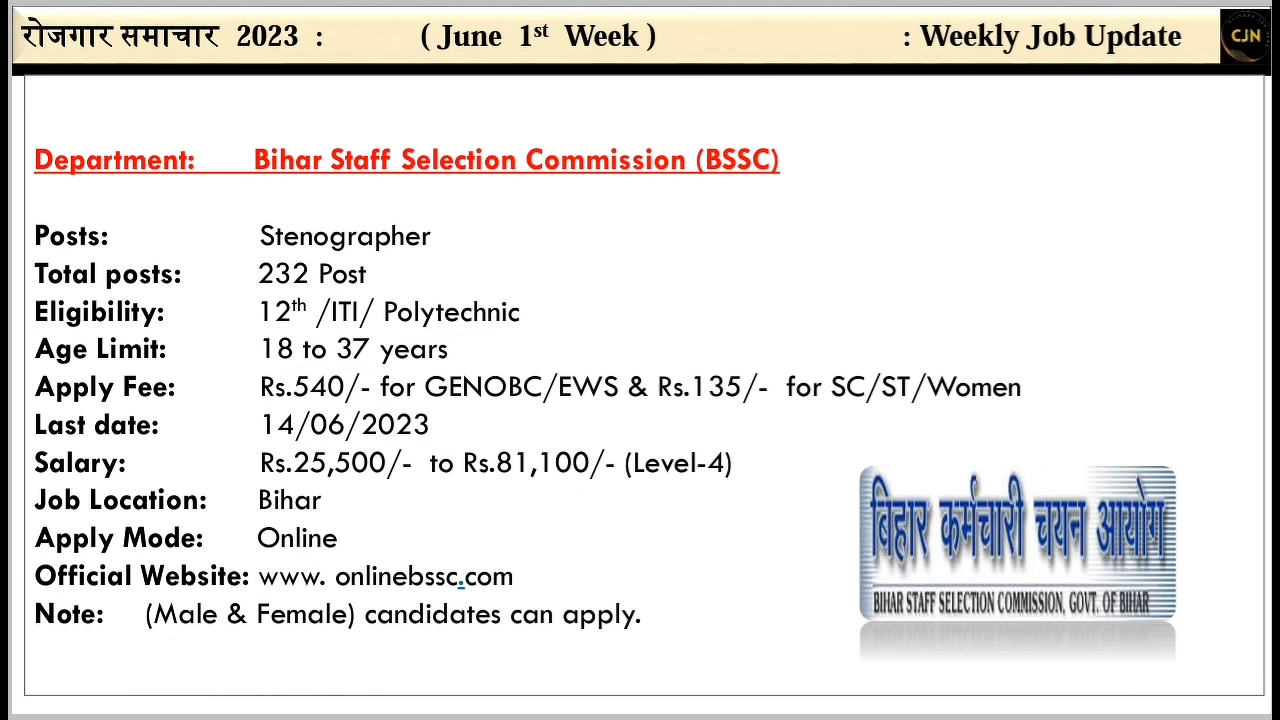 रोजगार समाचार 2023 : ( June 1st Week ) : Weekly Job Update
CJN
Department: Bihar Staff Selection Commission (BSSC)
Posts: Stenographer
Total posts: 232 Post
Eligibility: 12th /ITI/ Polytechnic
Age Limit: 18 to 37 years
Apply Fee: Rs.540/- for GENOBC/EWS & Rs.135/- for SC/ST/Women
Last date: 14/06/2023
Salary: Rs.25,500/- to Rs.81,100/- (Level-4)
Job Location: Bihar
Apply Mode: Online
Official Website: www. onlinebssc.com
Note: (Male & Female) candidates can apply.
बिहार कर्मचारी चयन आयोग
BIHAR STAFF SELECTION COMMISSION, GOVT. OF BIHAR